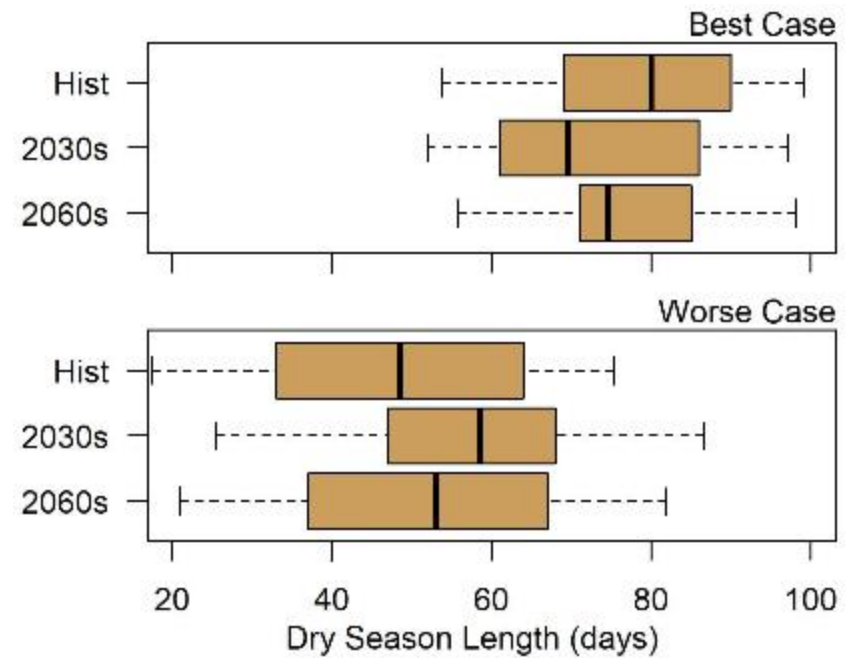 Best Case
Hist
2030s
2060s
Worse Case
Hist
2030s
2060s
20 40 60 80 100
Dry Season Length (days)